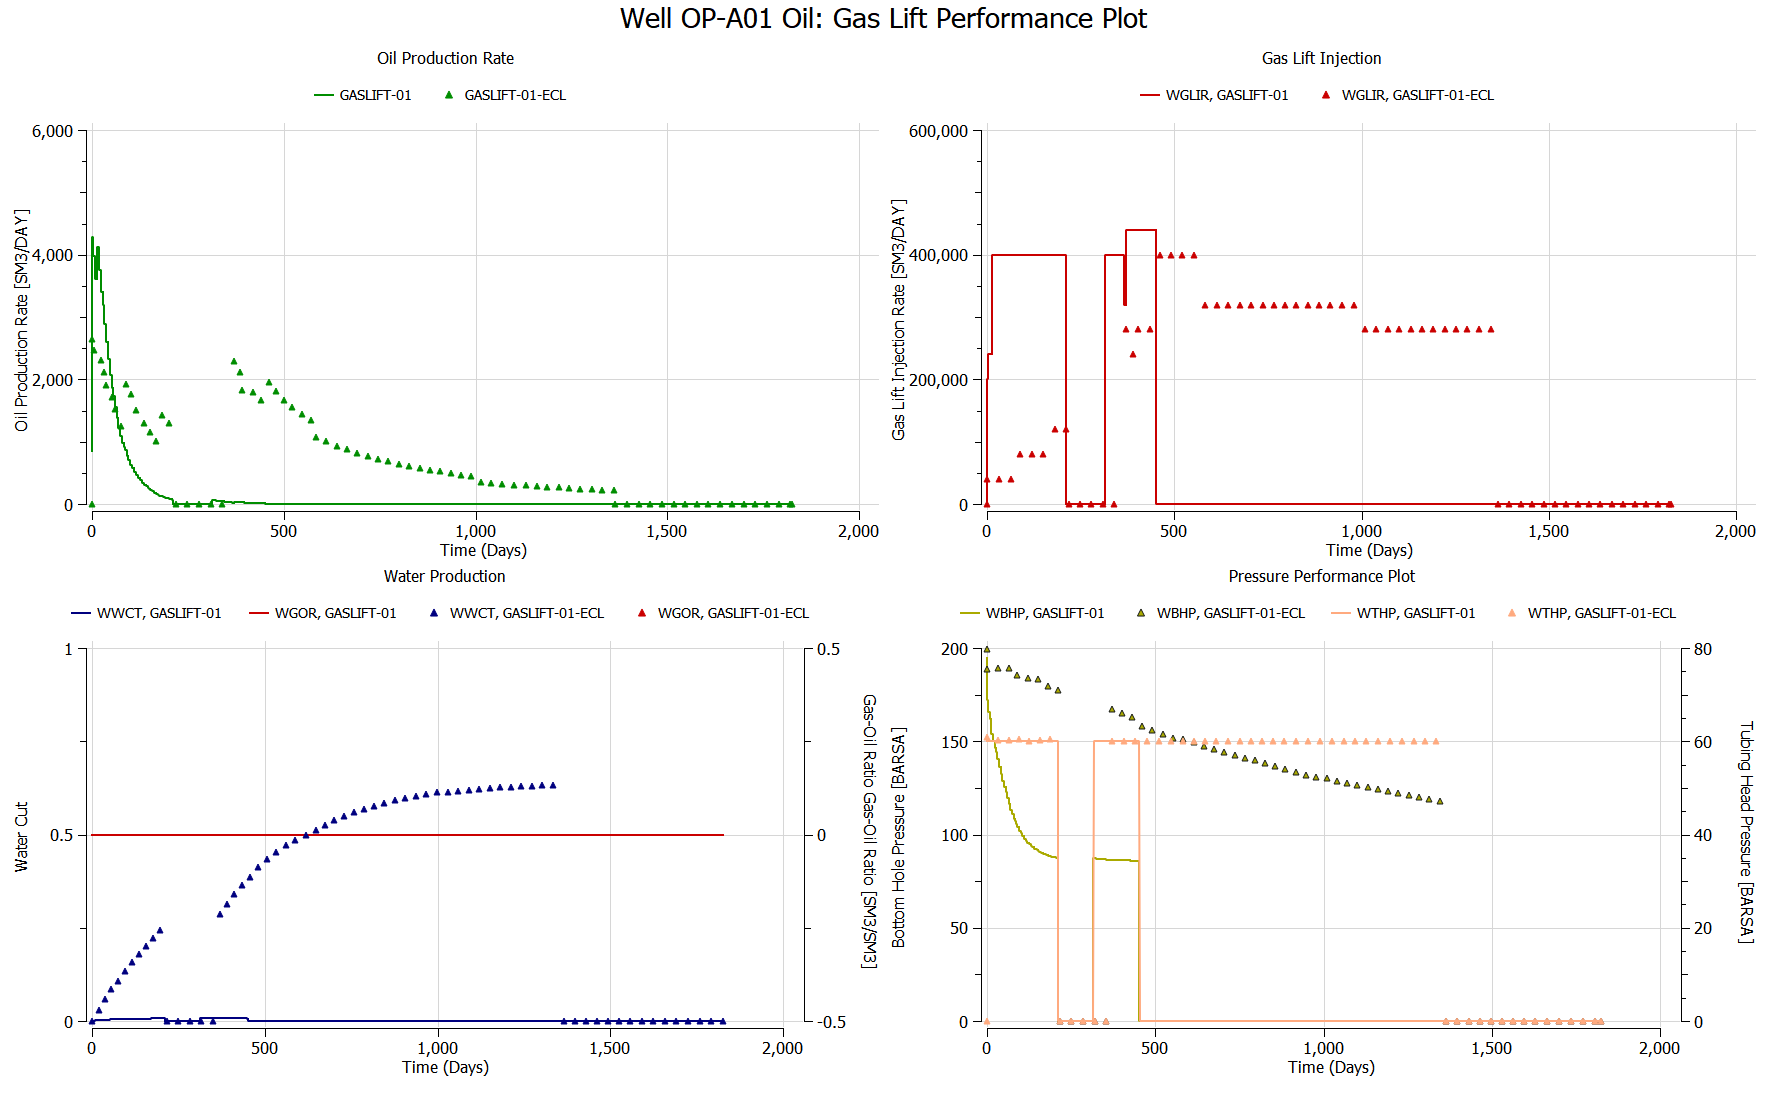 Well OP-A01 Oil: Gas Lift Performance Plot
Oil Production Rate
GASLIFT-01 GASLIFT-01-ECL
Oil Production Rate [SM3/DAY]
6,000
4,000
2,000
0
0 500 1,000 1,500 2,000
Time (Days)
Gas Lift Injection
WGLIR, GASLIFT-01 WGLIR, GASLIFT-01-ECL
Gas Lift Injection Rate [SM3/DAY]
600,000
400,000
200,000
0
0 500 1,000 1,500 2,000
Time (Days)
Water Production
WWCT, GASLIFT-01 WGOR, GASLIFT-01 WWCT, GASLIFT-01-ECL WGOR, GASLIFT-01-ECL
Water Cut
1
0.5
0
0.5
0
-0.5
Gas-Oil Ratio Gas-Oil Ratio [SM3/SM3]
0 500 1,000 1,500 2,000
Time (Days)
Pressure Performance Plot
WBHP, GASLIFT-01 WBHP, GASLIFT-01-ECL WTHP, GASLIFT-01 WTHP, GASLIFT-01-ECL
Bottom Hole Pressure [BARSA]
200
150
100
50
0
80
60
40
20
0
Tubing Head Pressure [BARSA]
0 500 1,000 1,500 2,000
Time (Days)